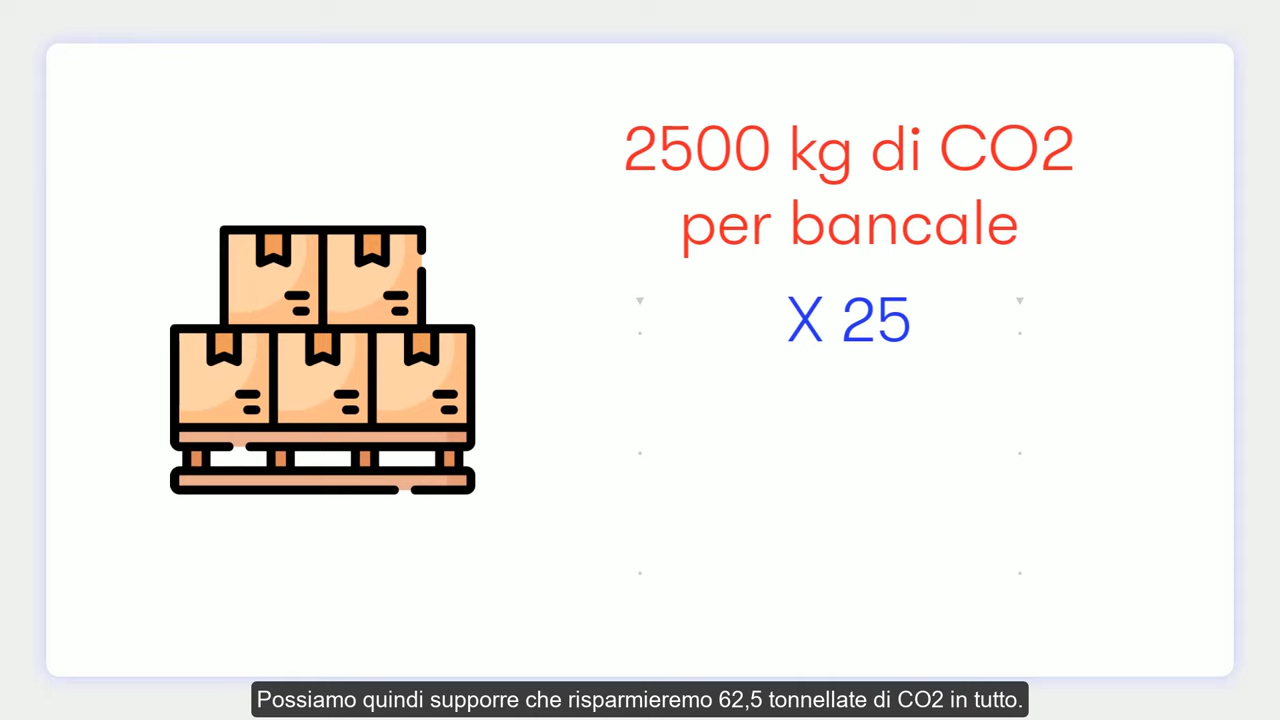 2500 kg di CO2
per bancale
X 25
Possiamo quindi supporre che risparmieremo 62,5 tonnellate di CO2 in tutto.